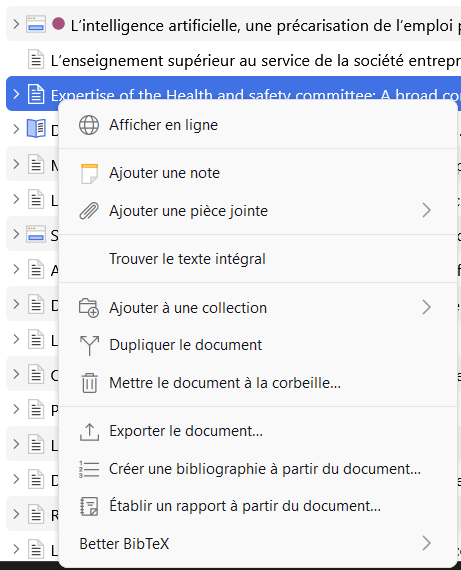 L'intelligence artificielle, une précarisation de l'emploi
L'enseignement supérieur au service de la société
Expertise of the Health and safety committee: A broad
Afficher en ligne
Ajouter une note
Ajouter une pièce jointe
Trouver le texte intégral
Ajouter à une collection
Dupliquer le document
Mettre le document à la corbeille...
Exporter le document...
Créer une bibliographie à partir du document...
Établir un rapport à partir du document...
Better BibTeX